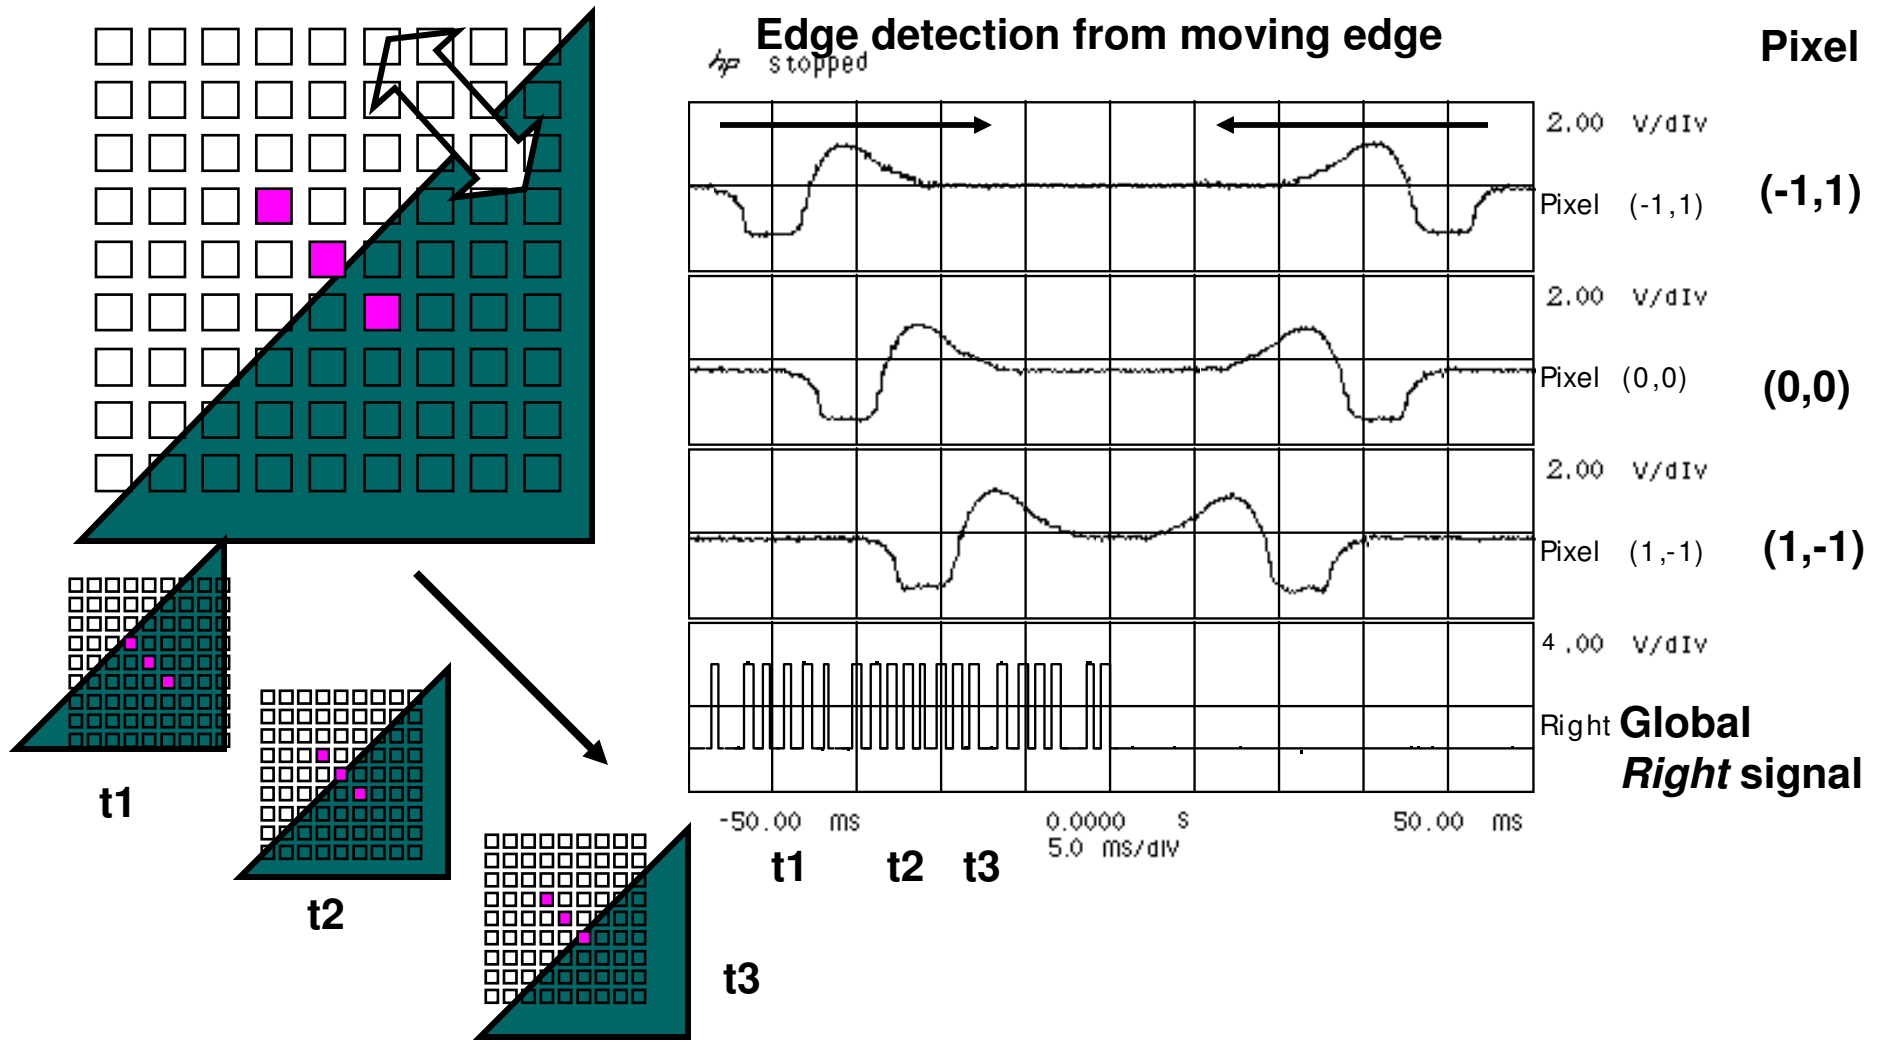 Edge detection from moving edge
Pixel
hp stopped
2.00 V/dIv
Pixel (-1,1)
(-1,1)
2.00 V/dIv
Pixel (0,0)
(0,0)
2.00 V/dIv
Pixel (1,-1)
(1,-1)
4.00 V/dIv
Right
Global
Right signal
-50.00 ms
0.0000 s
50.00 ms
5.0 ms/dIV
t1
t2
t3
t1
t2
t3